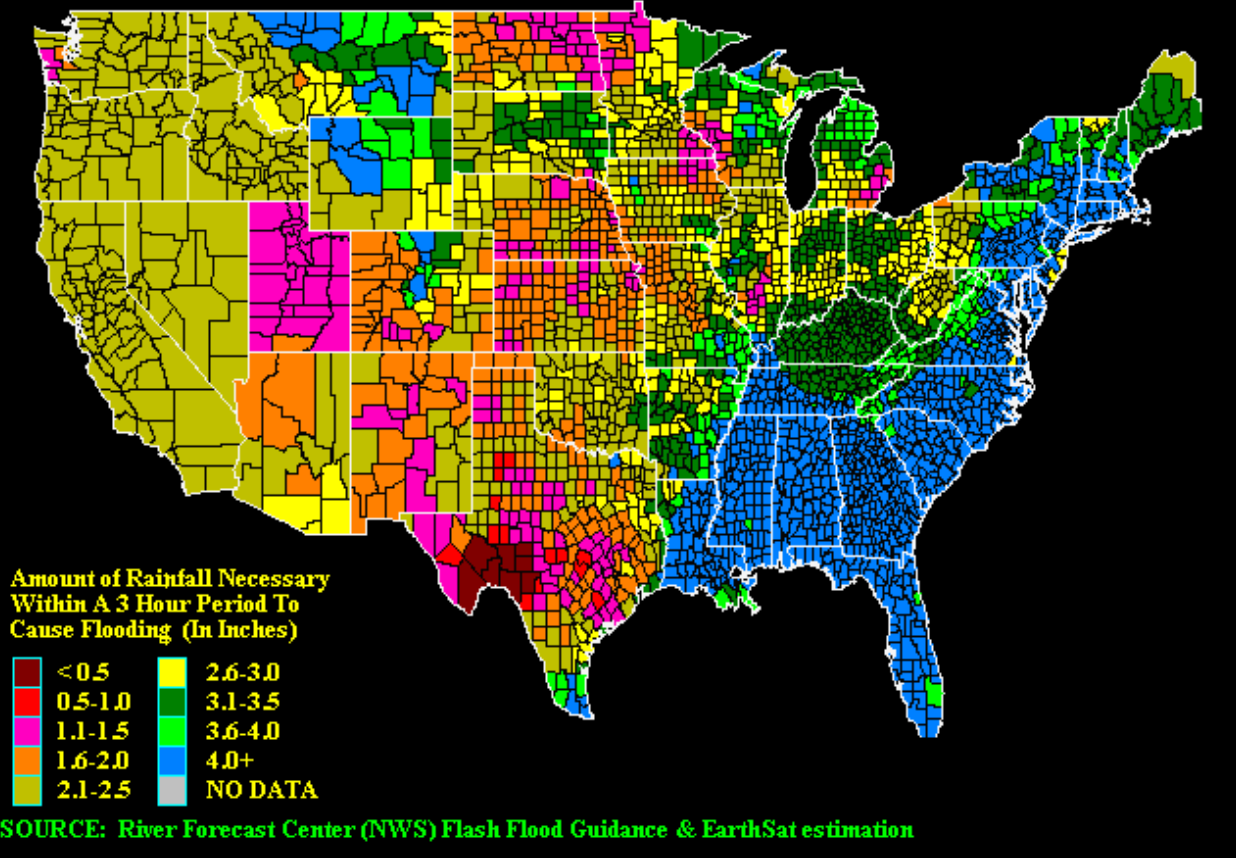 Amount of Rainfall Necessary
Within A 3 Hour Period To
Cause Flooding (In Inches)
< 0.5
0.5-1.0
1.1-1.5
1.6-2.0
2.1-2.5
2.6-3.0
3.1-3.5
3.6-4.0
4.0+
NO DATA
SOURCE: River Forecast Center (NWS) Flash Flood Guidance & EarthSat estimation